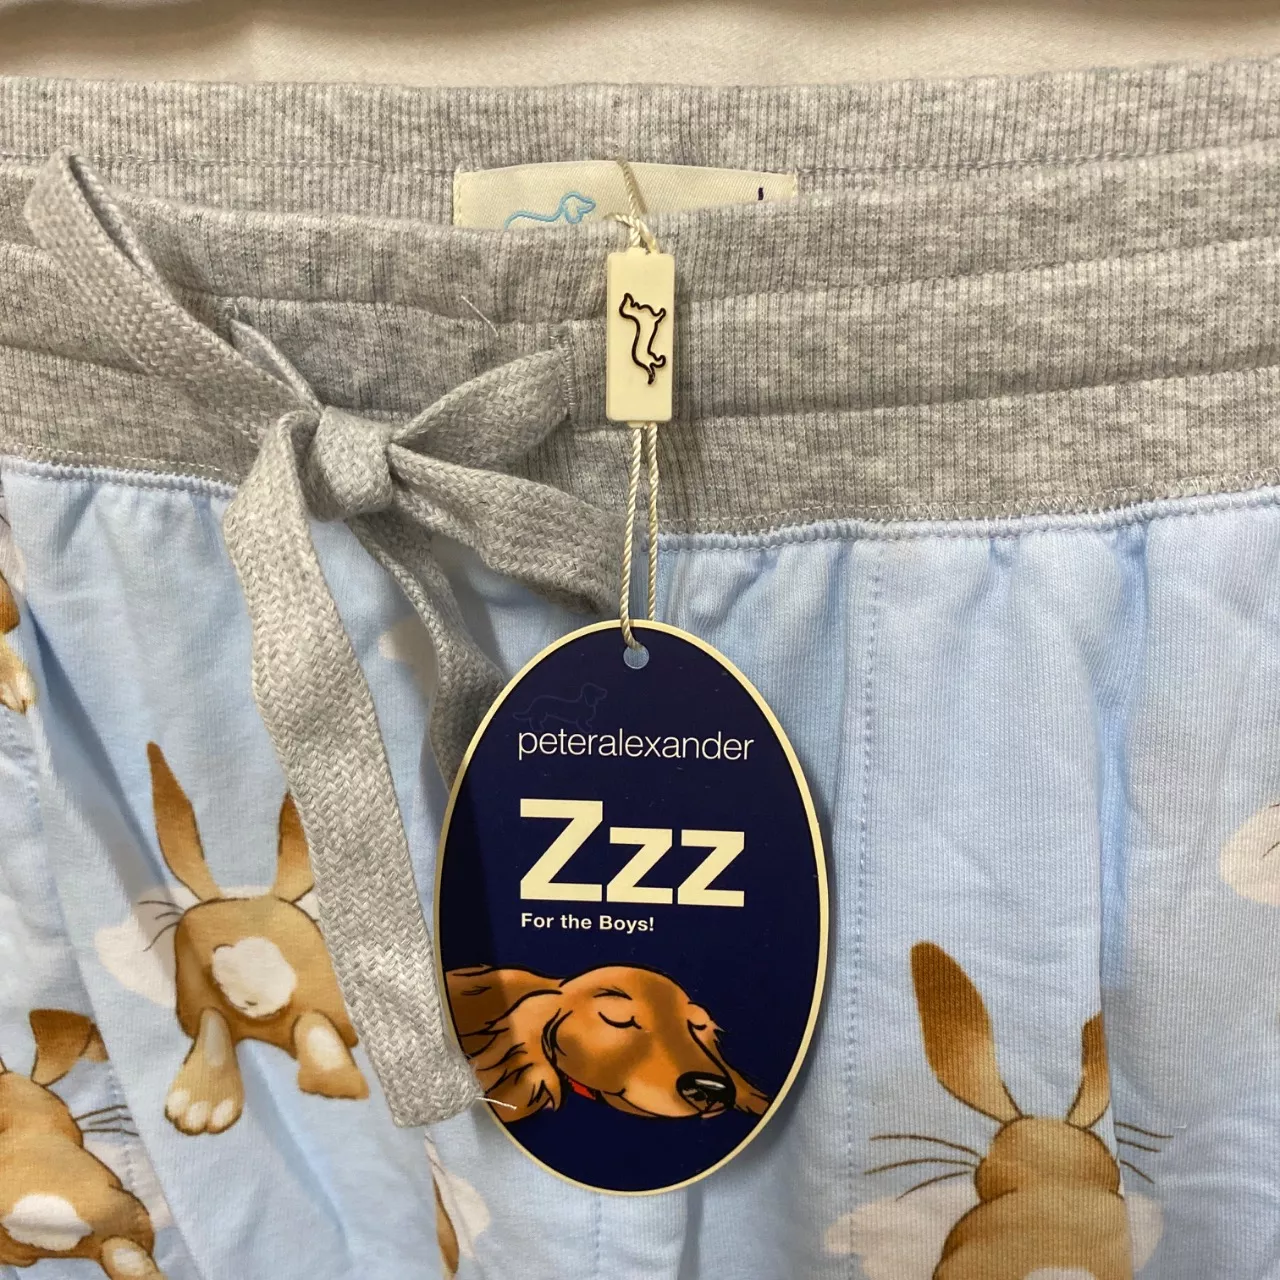 peteralexander
Zzz
For the Boys!